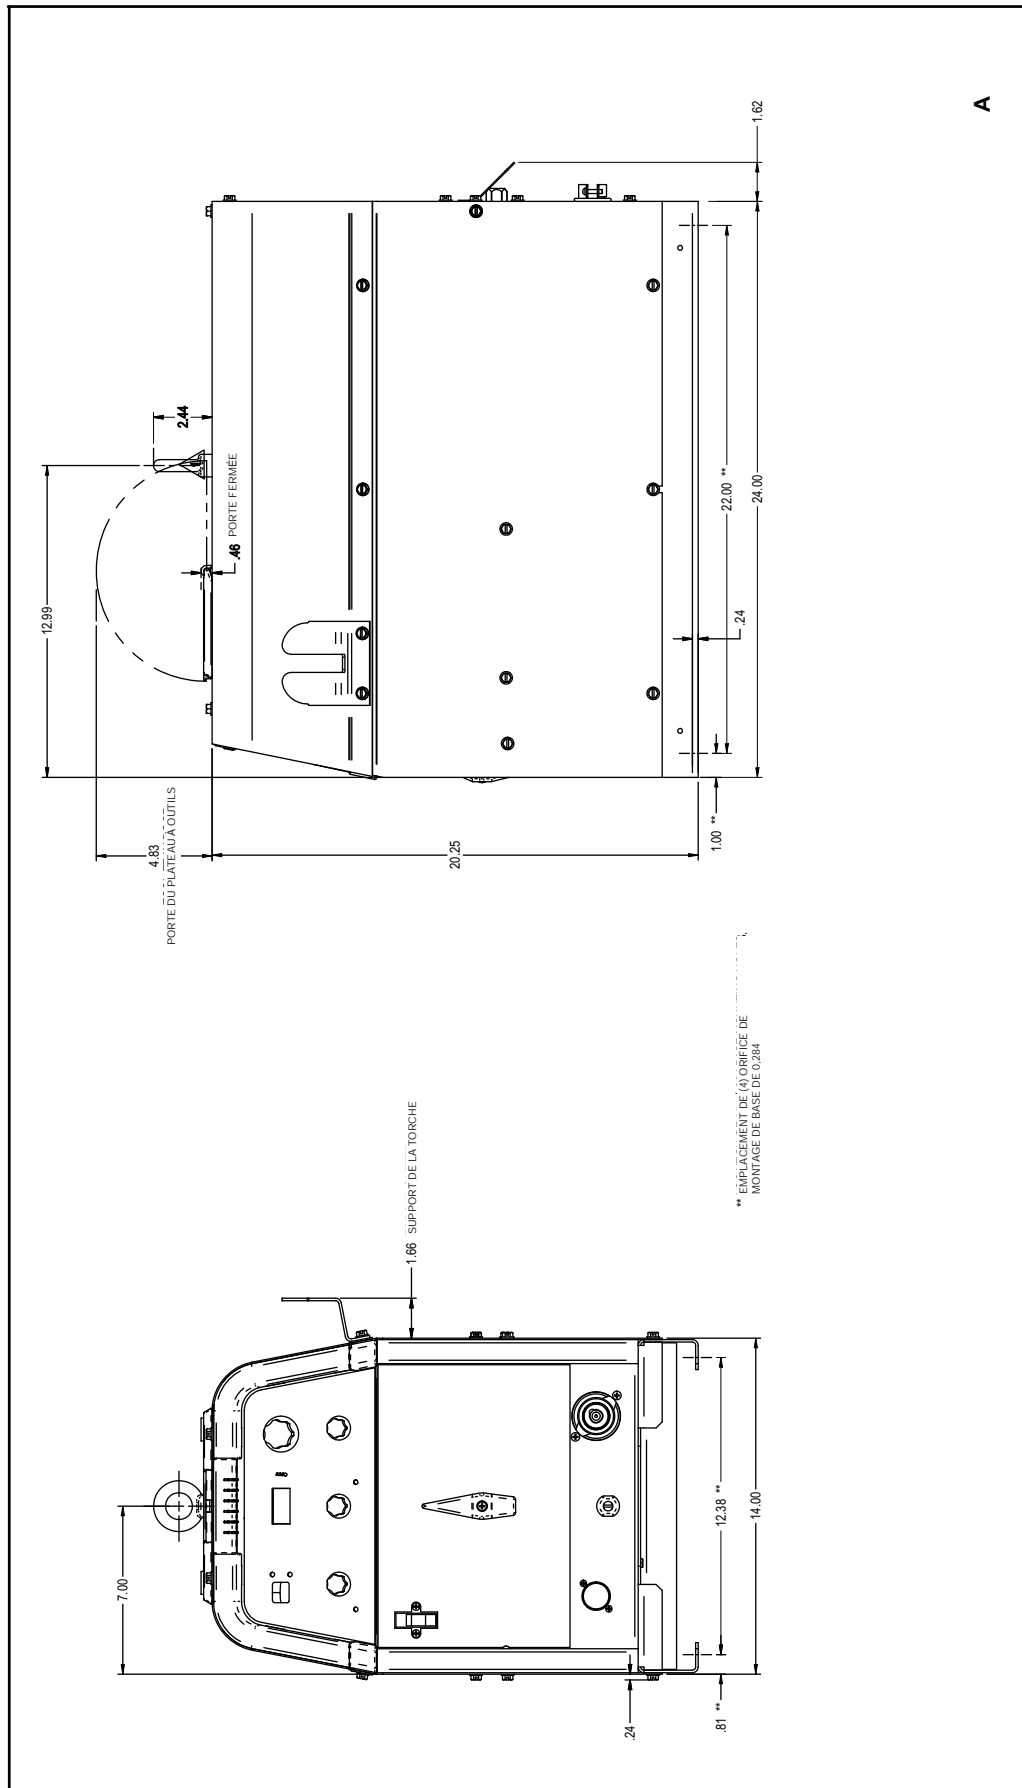 A
1.62
12.99
2.44
.46 PORTE FERMÉE
22.00 **
24.00
.24
1.00 **
4.83
PORTE DU PLATEAU À OUTILS
20.25
1.66 SUPPORT DE LA TORCHE
** EMPLACEMENT DE (4) ORIFICE DE
MONTAGE DE BASE DE 0,284
7.00
12.38 **
14.00
.24
.81 **